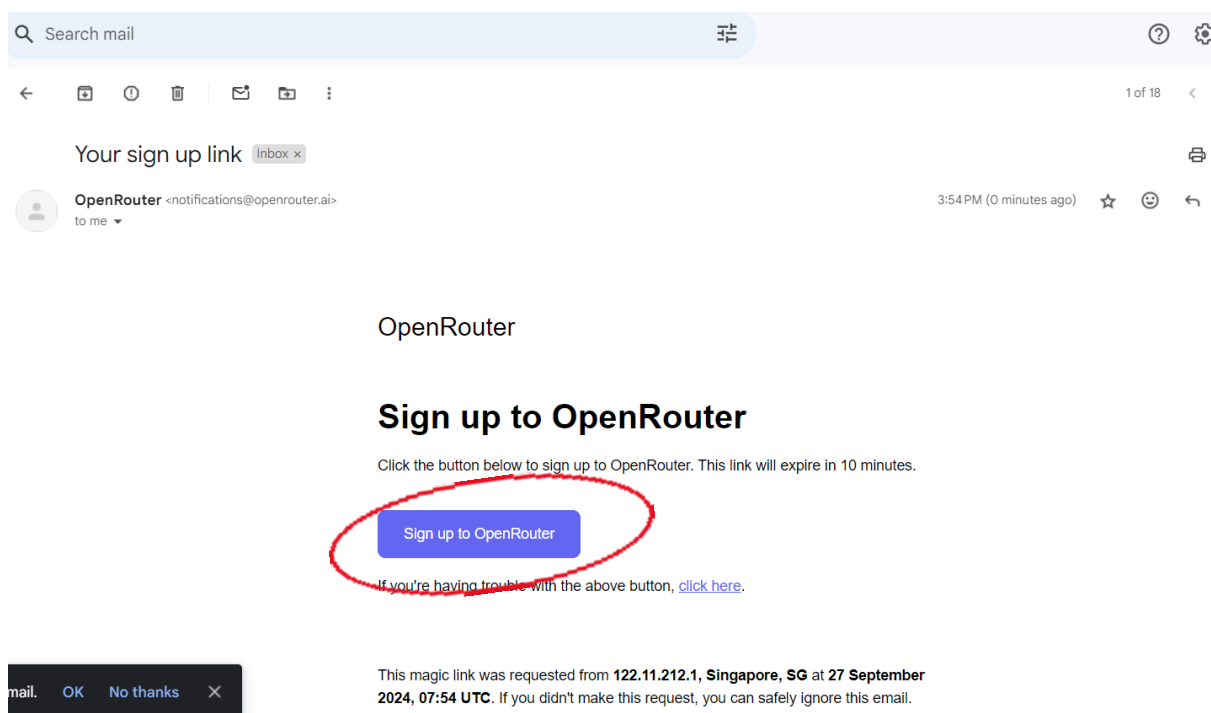 Search mail
1 of 18
Your sign up link Inbox ×
OpenRouter <notifications@openrouter.ai> 3:54 PM (0 minutes ago)
to me
OpenRouter
Sign up to OpenRouter
Click the button below to sign up to OpenRouter. This link will expire in 10 minutes.
Sign up to OpenRouter
If you're having trouble with the above button, click here.
This magic link was requested from 122.11.212.1, Singapore, SG at 27 September
2024, 07:54 UTC. If you didn't make this request, you can safely ignore this email.
mail. OK No thanks